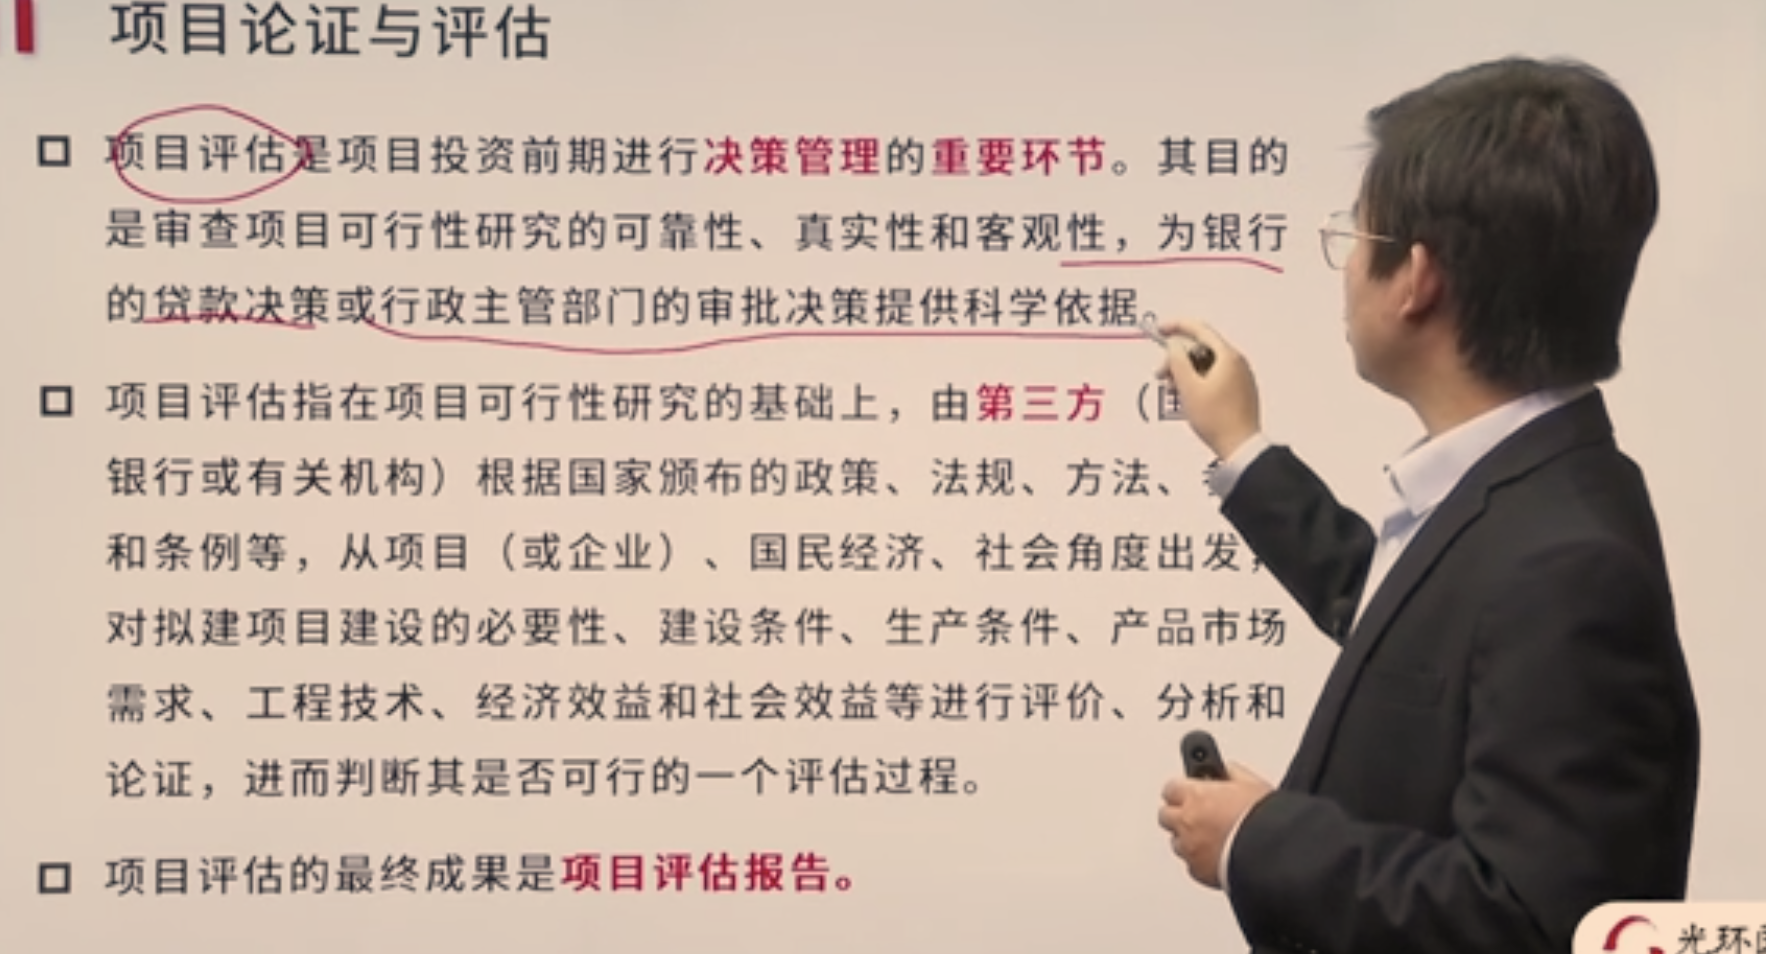 项目论证与评估
项目评估是项目投资前期进行决策管理的重要环节。其目的
是审查项目可行性研究的可靠性、真实性和客观性，为银行
的贷款决策或行政主管部门的审批决策提供科学依据。
项目评估指在项目可行性研究的基础上，由第三方（
银行或有关机构）根据国家颁布的政策、法规、方法、
和条例等，从项目（或企业）、国民经济、社会角度出发，
对拟建项目建设的必要性、建设条件、生产条件、产品市场
需求、工程技术、经济效益和社会效益等进行评价、分析和
论证，进而判断其是否可行的一个评估过程。
项目评估的最终成果是项目评估报告。
光环